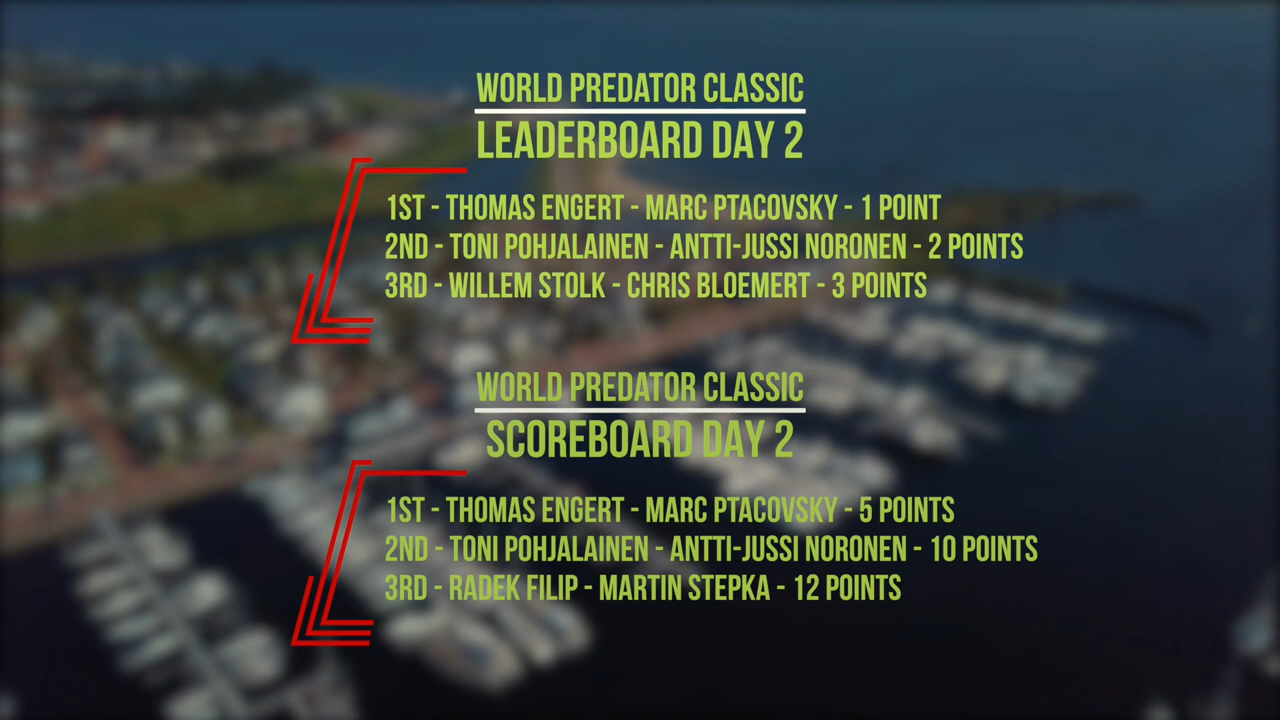 WORLD PREDATOR CLASSIC
LEADERBOARD DAY 2
1ST - THOMAS ENGERT - MARC PTACOVSKY - 1 POINT
2ND - TONI POHJALAINEN - ANTTI-JUSSI NORONEN - 2 POINTS
3RD - WILLEM STOLK - CHRIS BLOEMERT - 3 POINTS
WORLD PREDATOR CLASSIC
SCOREBOARD DAY 2
1ST - THOMAS ENGERT - MARC PTACOVSKY - 5 POINTS
2ND - TONI POHJALAINEN - ANTTI-JUSSI NORONEN - 10 POINTS
3RD - RADEK FILIP - MARTIN STEPKA - 12 POINTS